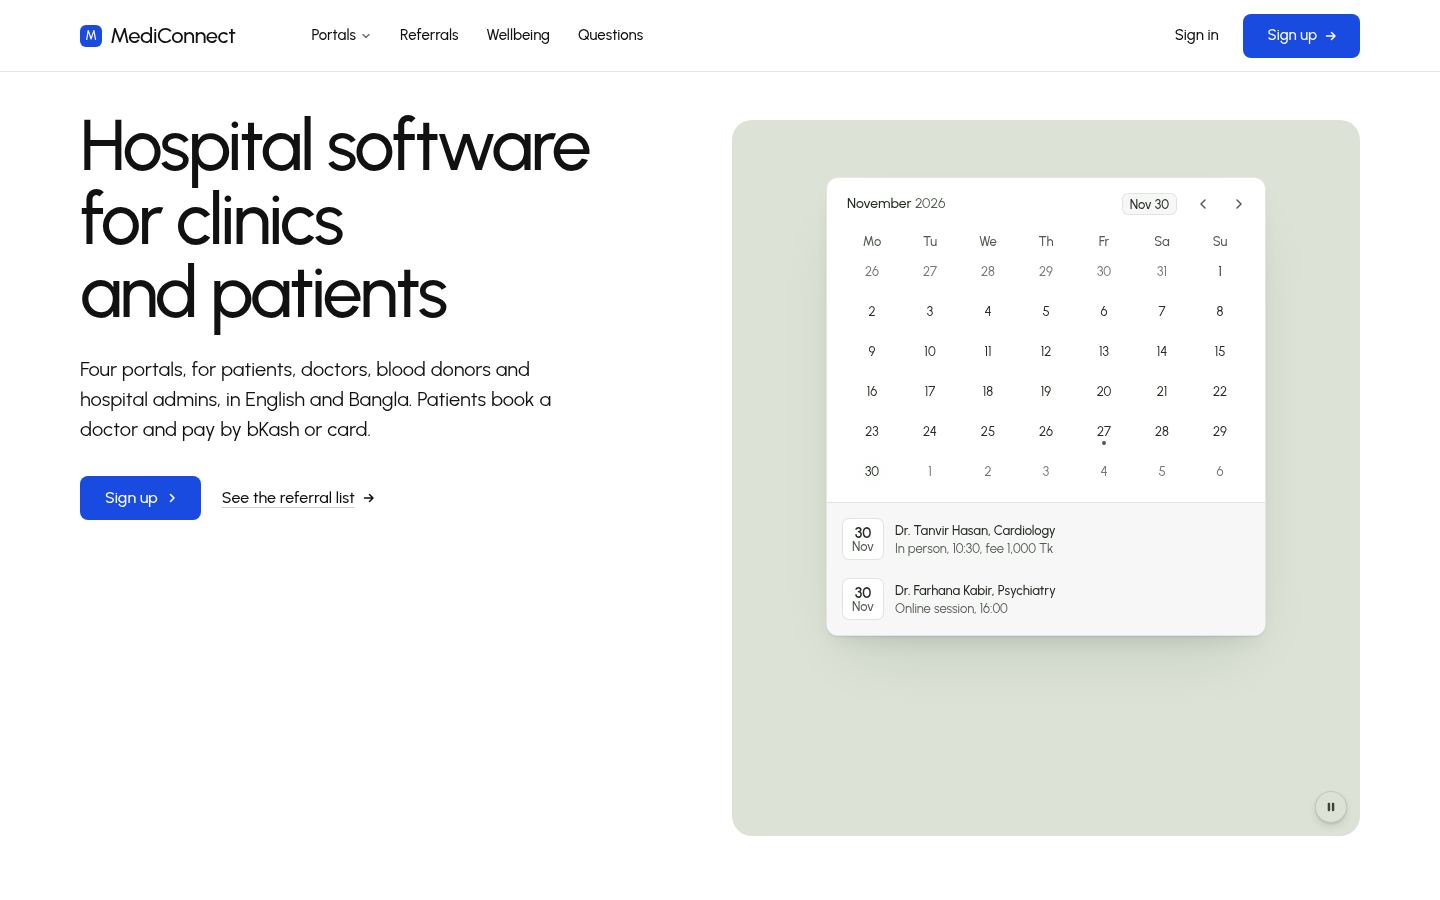 M MediConnect
Portals
Referrals
Wellbeing
Questions
Sign in
Sign up
Hospital software
for clinics
and patients
Four portals, for patients, doctors, blood donors and
hospital admins, in English and Bangla. Patients book a
doctor and pay by bKash or card.
Sign up
See the referral list
November 2026
Nov 30
Mo Tu We Th Fr Sa Su
26 27 28 29 30 31 1
2 3 4 5 6 7 8
9 10 11 12 13 14 15
16 17 18 19 20 21 22
23 24 25 26 27 28 29
30 1 2 3 4 5 6
30
Nov
Dr. Tanvir Hasan, Cardiology
In person, 10:30, fee 1,000 Tk
30
Nov
Dr. Farhana Kabir, Psychiatry
Online session, 16:00